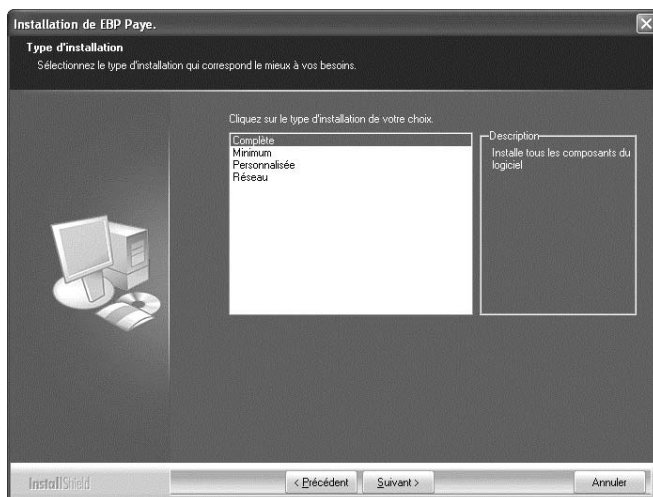 Installation de EBP Paye.
Type d'installation
Sélectionnez le type d'installation qui correspond le mieux à vos besoins.
Cliquez sur le type d'installation de votre choix.
Complète
Minimum
Personnalisée
Réseau
Description
Installe tous les composants du
logiciel
InstallShield
< Précédent
Suivant >
Annuler